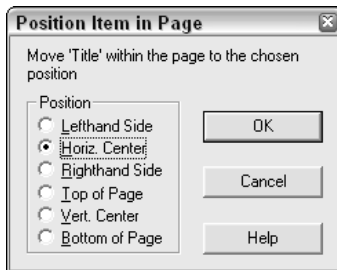 Position Item in Page
Move 'Title' within the page to the chosen
position
Position
Lefthand Side
Horiz. Center
Righthand Side
Top of Page
Vert. Center
Bottom of Page
OK
Cancel
Help